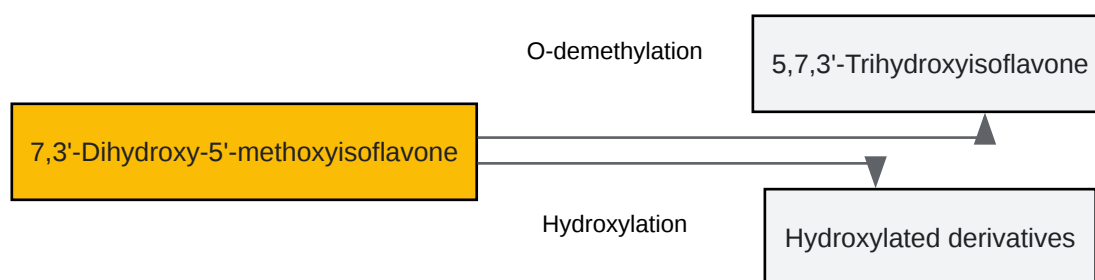 O-demethylation
5,7,3'-Trihydroxyisoflavone
7,3'-Dihydroxy-5'-methoxyisoflavone
Hydroxylation
Hydroxylated derivatives